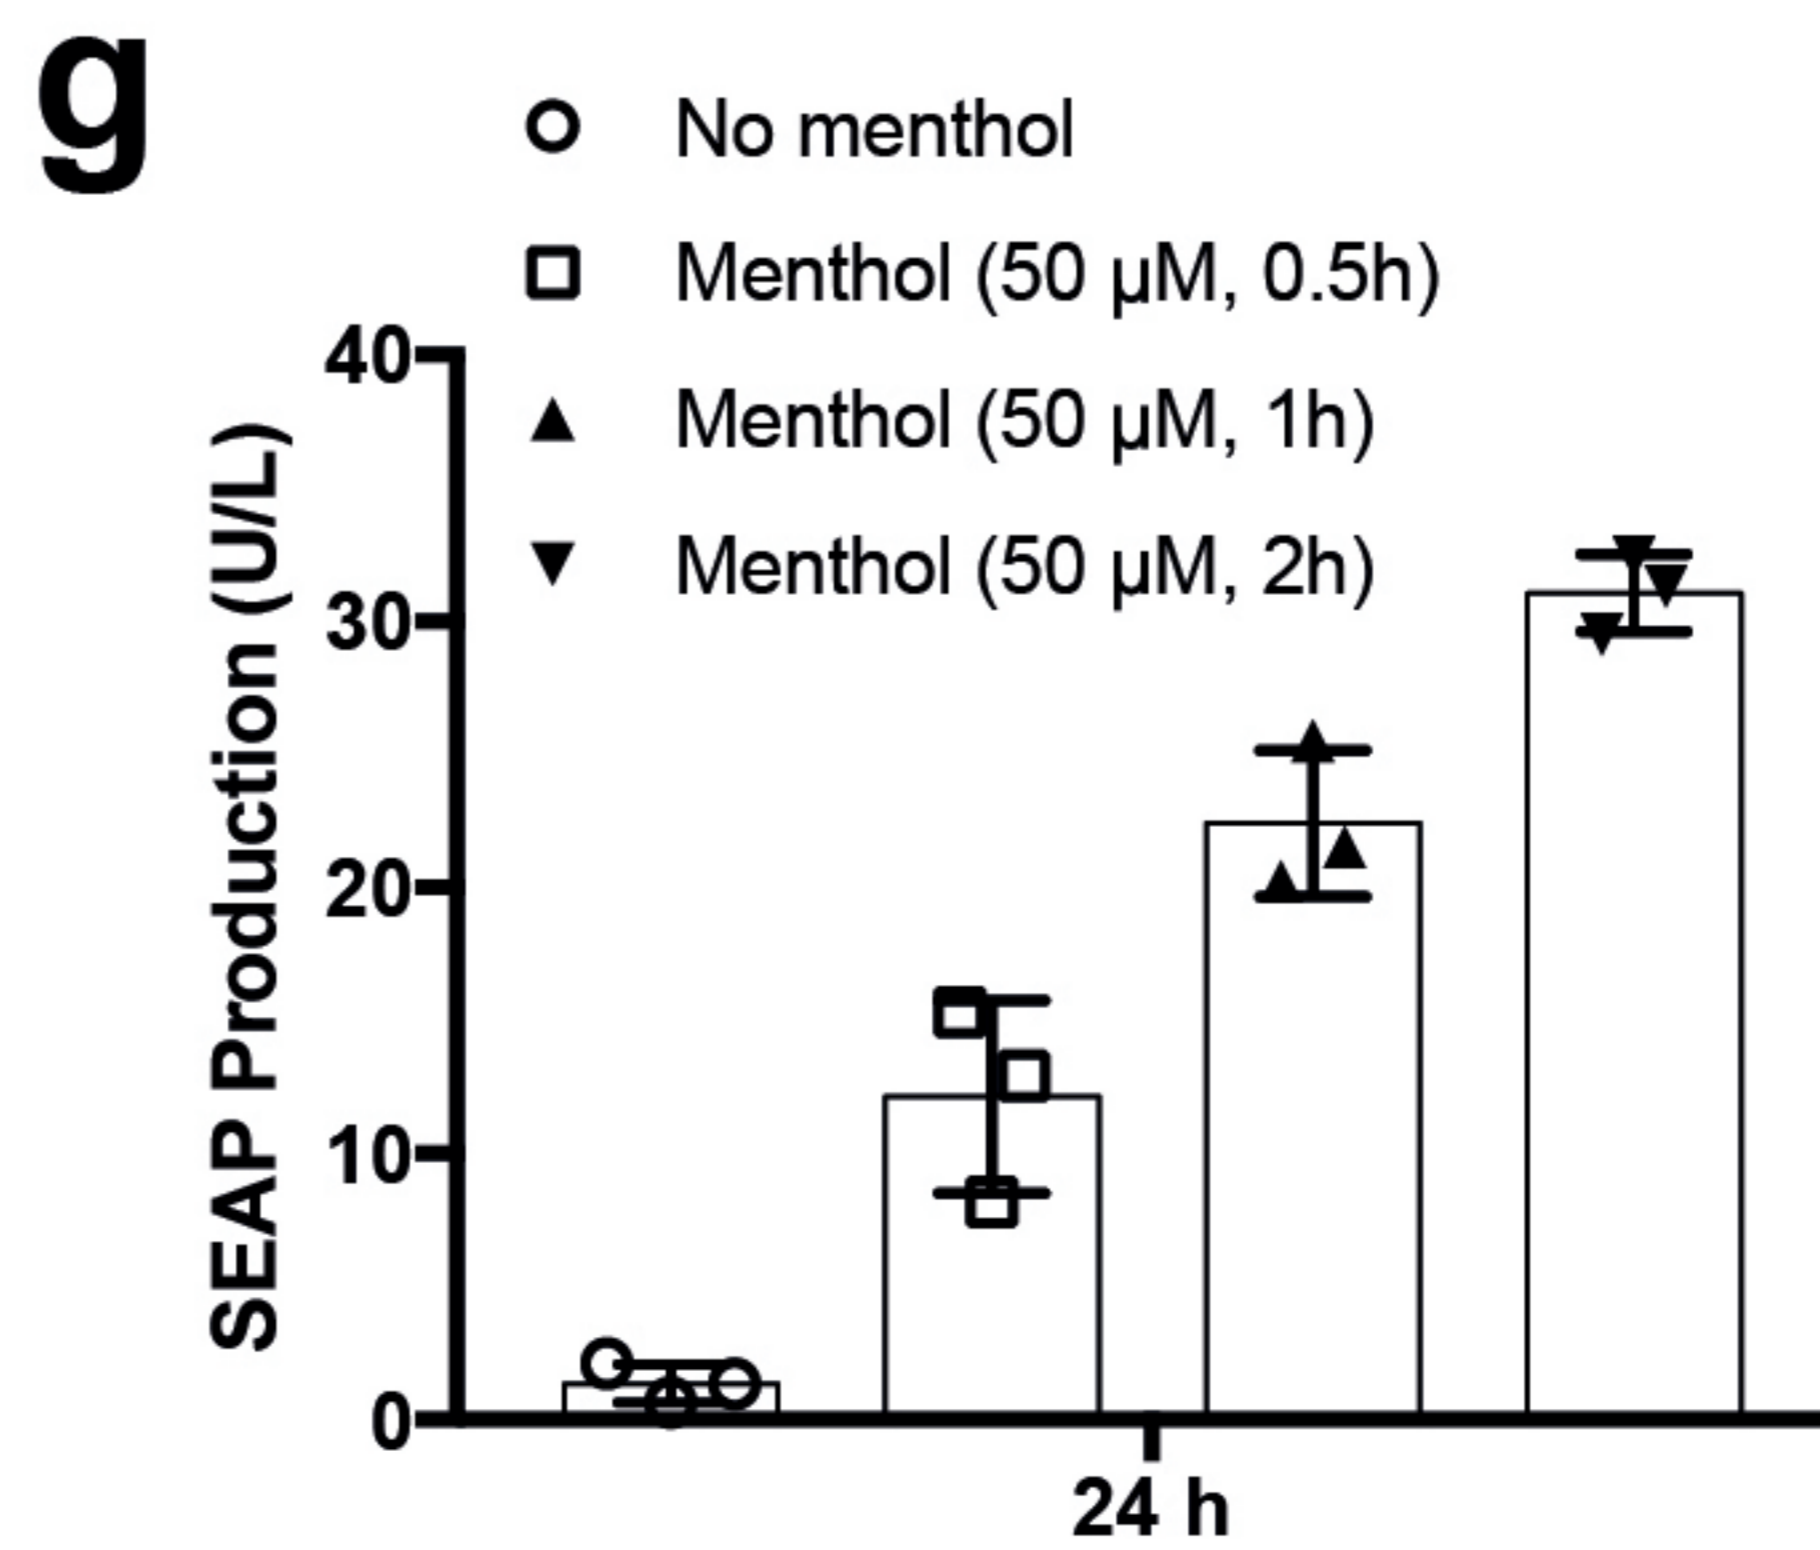 g
No menthol
Menthol (50 µM, 0.5h)
Menthol (50 µM, 1h)
Menthol (50 µM, 2h)
SEAP Production (U/L)
40
30
20
10
0
24 h